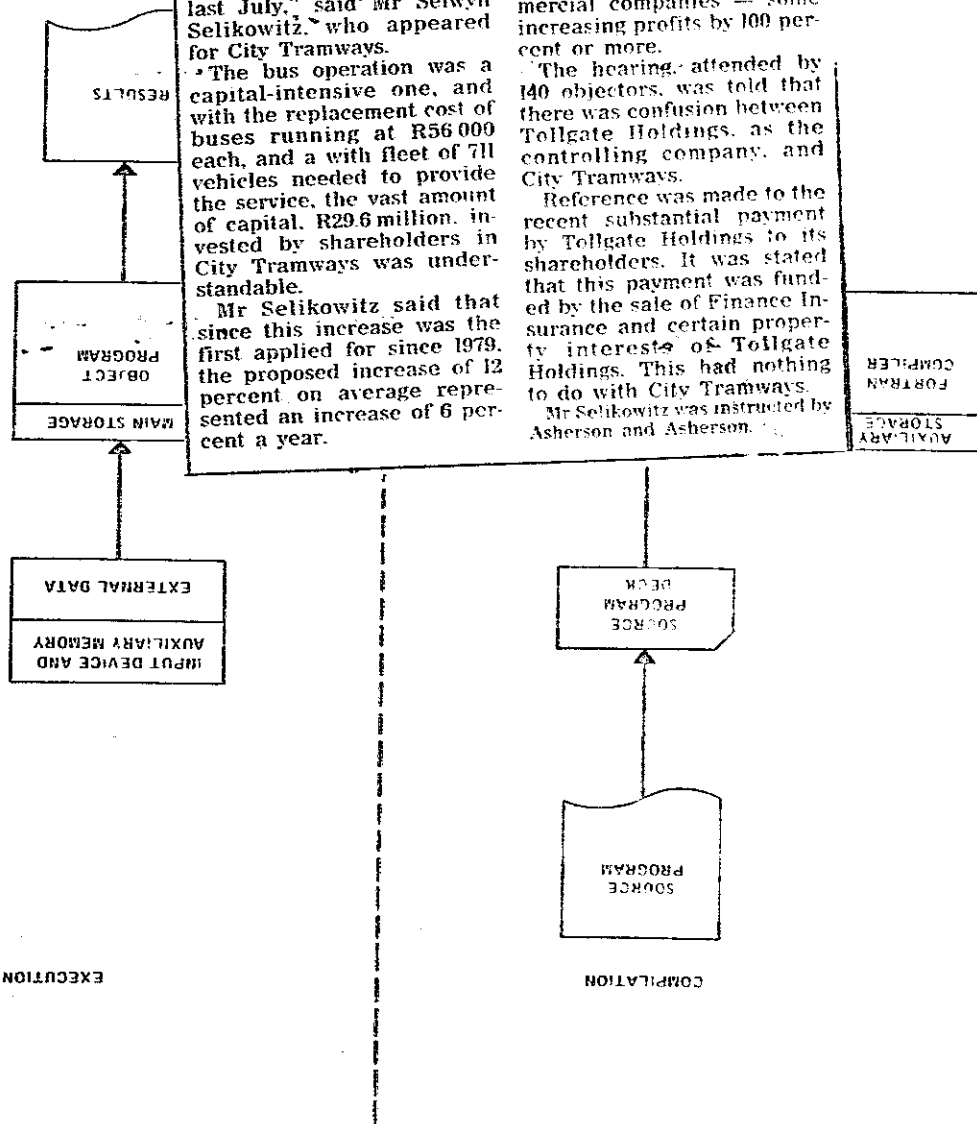 last July," said Mr Selwyn
Selikowitz, who appeared
for City Tramways.
The bus operation was a
capital-intensive one, and
with the replacement cost of
buses running at R56 000
each, and a with fleet of 711
vehicles needed to provide
the service, the vast amount
of capital, R29.6 million, in-
vested by shareholders in
City Tramways was under-
standable.
Mr Selikowitz said that
since this increase was the
first applied for since 1979,
the proposed increase of 12
percent on average repre-
sented an increase of 6 per-
cent a year.
mercial companies — some
increasing profits by 100 per-
cent or more.
The hearing, attended by
140 objectors, was told that
there was confusion between
Tollgate Holdings, as the
controlling company, and
City Tramways.
Reference was made to the
recent substantial payment
by Tollgate Holdings to its
shareholders. It was stated
that this payment was fund-
ed by the sale of Finance In-
surance and certain proper-
ty interests of Tollgate
Holdings. This had nothing
to do with City Tramways.
Mr Selikowitz was instructed by
Asherson and Asherson.
COMPILATION
SOURCE
PROGRAM
SOURCE
PROGRAM
DECK
AUXILIARY
STORAGE
FORTRAN
COMPILER
EXECUTION
INPUT DEVICE AND
AUXILIARY MEMORY
EXTERNAL DATA
MAIN STORAGE
OBJECT
PROGRAM
RESULTS